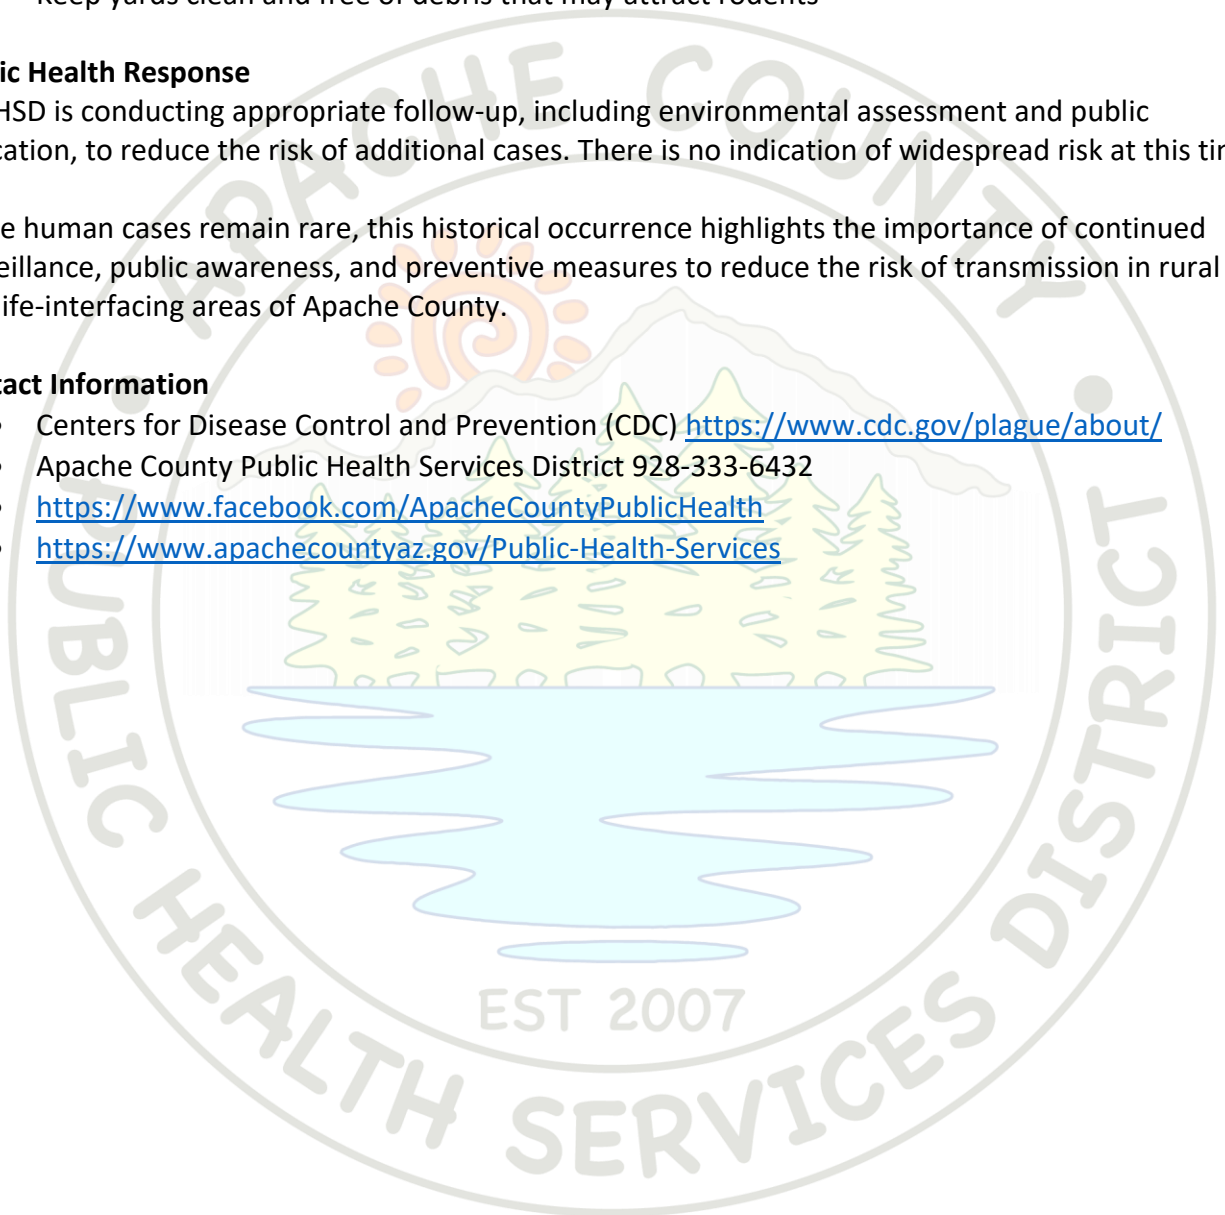 Keep yards clean and free of debris that may attract rodents
ic Health Response
HSD is conducting appropriate follow-up, including environmental assessment and public
cation, to reduce the risk of additional cases. There is no indication of widespread risk at this
e human cases remain rare, this historical occurrence highlights the importance of continued
eillance, public awareness, and preventive measures to reduce the risk of transmission in rural
life-interfacing areas of Apache County.
tact Information
• Centers for Disease Control and Prevention (CDC) https://www.cdc.gov/plague/about/
• Apache County Public Health Services District 928-333-6432
• https://www.facebook.com/ApacheCountyPublicHealth
• https://www.apachecountyaz.gov/Public-Health-Services
APACHE COUNTY
PUBLIC HEALTH SERVICES DISTRICT
EST 2007